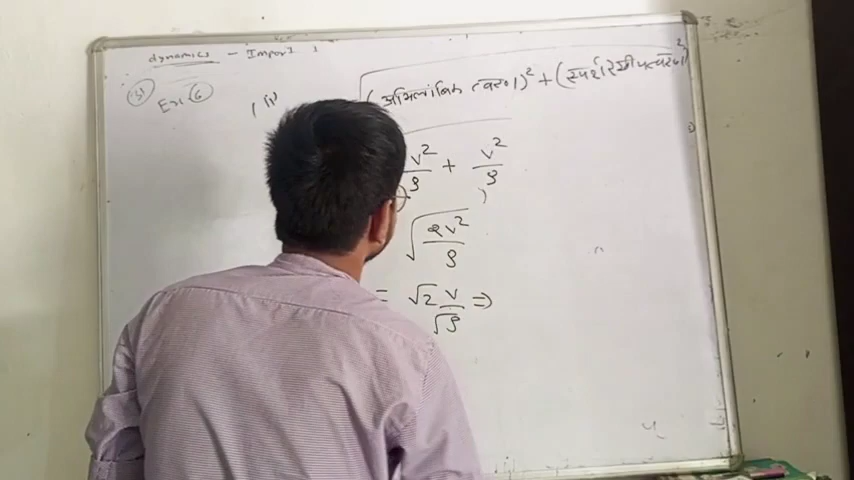 dynamics - Import
Ex. 6
(अभिलांबिक त्वरण)² + (स्पर्शरेखीय त्वरण)²
v²/ρ + v²/ρ
√(2v²/ρ)
= √2 v/√ρ ⇒